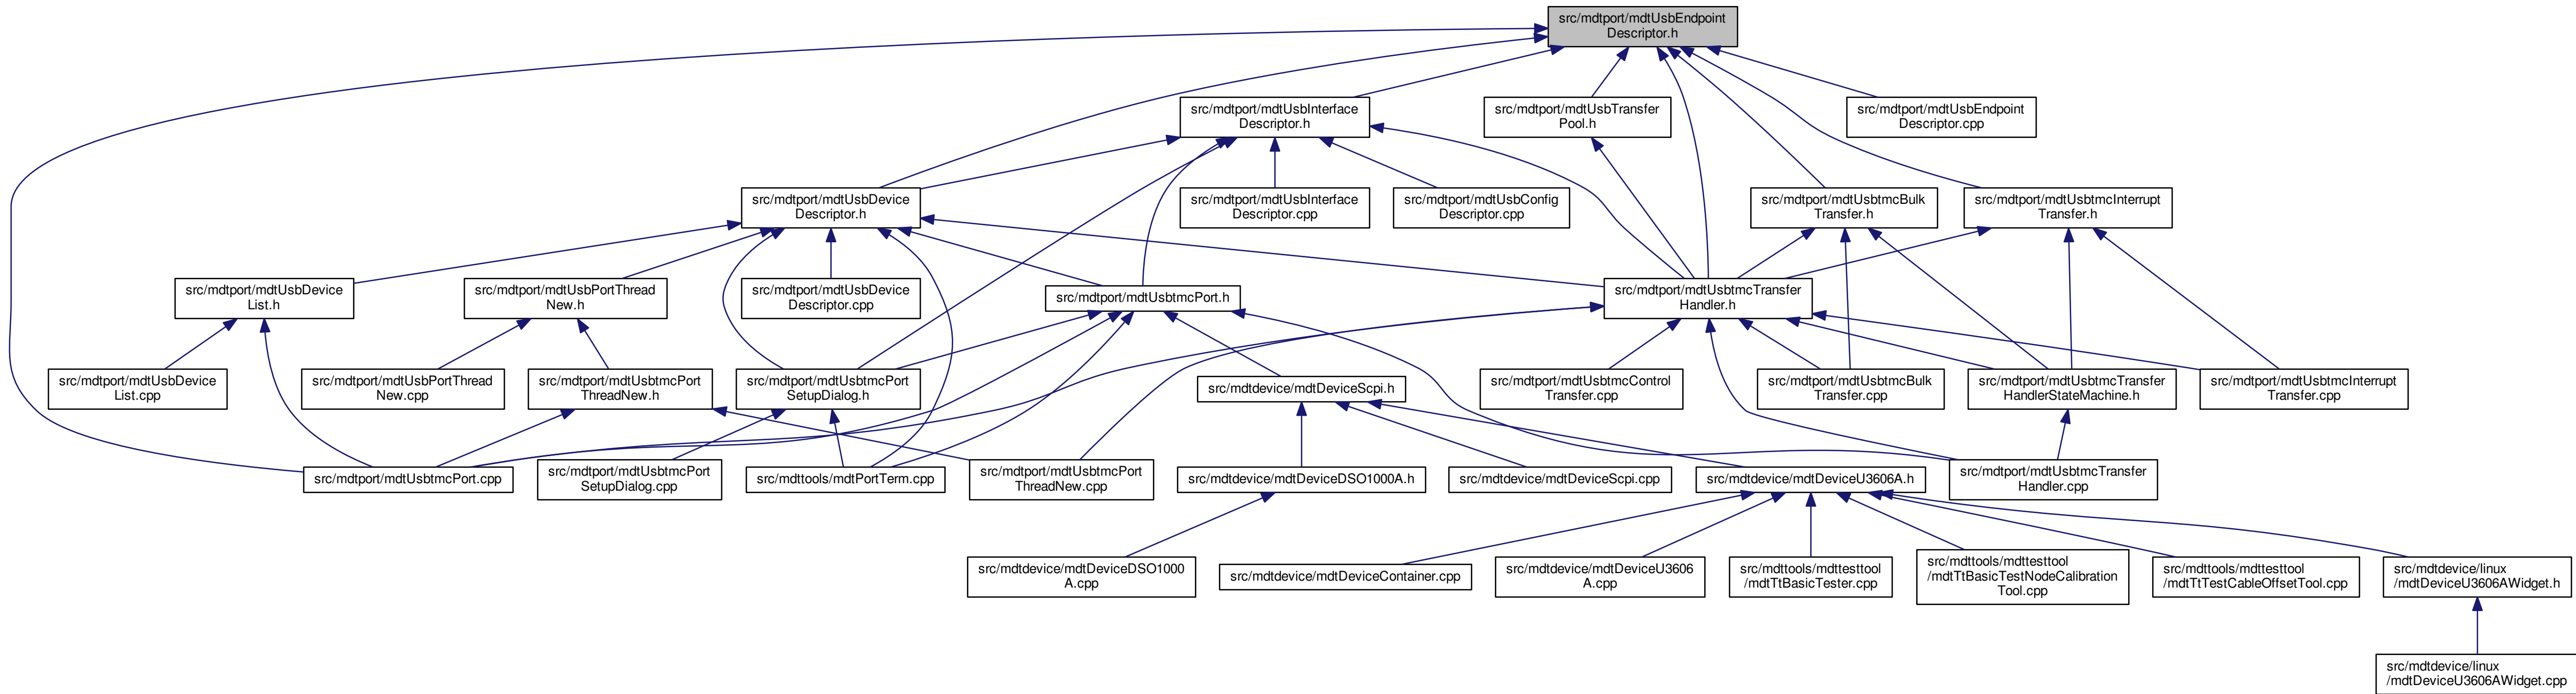 src/mdtport/mdtUsbEndpoint
Descriptor.h
src/mdtport/mdtUsbInterface
Descriptor.h
src/mdtport/mdtUsbTransfer
Pool.h
src/mdtport/mdtUsbEndpoint
Descriptor.cpp
src/mdtport/mdtUsbDevice
Descriptor.h
src/mdtport/mdtUsbInterface
Descriptor.cpp
src/mdtport/mdtUsbConfig
Descriptor.cpp
src/mdtport/mdtUsbtmcBulk
Transfer.h
src/mdtport/mdtUsbtmcInterrupt
Transfer.h
src/mdtport/mdtUsbDevice
List.h
src/mdtport/mdtUsbPortThread
New.h
src/mdtport/mdtUsbDevice
Descriptor.cpp
src/mdtport/mdtUsbtmcPort.h
src/mdtport/mdtUsbtmcTransfer
Handler.h
src/mdtport/mdtUsbDevice
List.cpp
src/mdtport/mdtUsbPortThread
New.cpp
src/mdtport/mdtUsbtmcPort
ThreadNew.h
src/mdtport/mdtUsbtmcPort
SetupDialog.h
src/mdtdevice/mdtDeviceScpi.h
src/mdtport/mdtUsbtmcControl
Transfer.cpp
src/mdtport/mdtUsbtmcBulk
Transfer.cpp
src/mdtport/mdtUsbtmcTransfer
HandlerStateMachine.h
src/mdtport/mdtUsbtmcInterrupt
Transfer.cpp
src/mdtport/mdtUsbtmcPort.cpp
src/mdtport/mdtUsbtmcPort
SetupDialog.cpp
src/mdttools/mdtPortTerm.cpp
src/mdtport/mdtUsbtmcPort
ThreadNew.cpp
src/mdtdevice/mdtDeviceDSO1000A.h
src/mdtdevice/mdtDeviceScpi.cpp
src/mdtdevice/mdtDeviceU3606A.h
src/mdtport/mdtUsbtmcTransfer
Handler.cpp
src/mdtdevice/mdtDeviceDSO1000
A.cpp
src/mdtdevice/mdtDeviceContainer.cpp
src/mdtdevice/mdtDeviceU3606
A.cpp
src/mdttools/mdttesttool
/mdtTtBasicTester.cpp
src/mdttools/mdttesttool
/mdtTtBasicTestNodeCalibration
Tool.cpp
src/mdttools/mdttesttool
/mdtTtTestCableOffsetTool.cpp
src/mdtdevice/linux
/mdtDeviceU3606AWidget.h
src/mdtdevice/linux
/mdtDeviceU3606AWidget.cpp